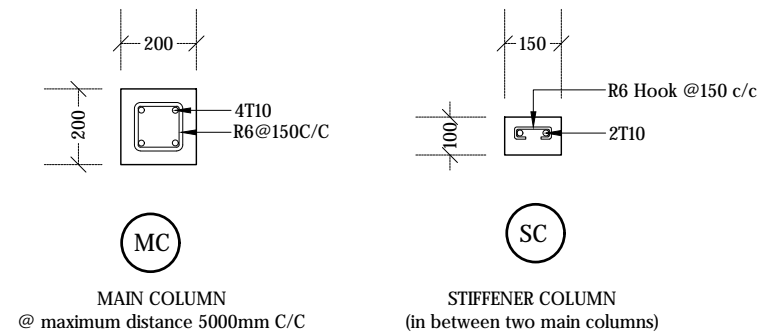 200
200
4T10
R6@150C/C
MC
MAIN COLUMN
@ maximum distance 5000mm C/C
150
100
R6 Hook @150 c/c
2T10
SC
STIFFENER COLUMN
(in between two main columns)